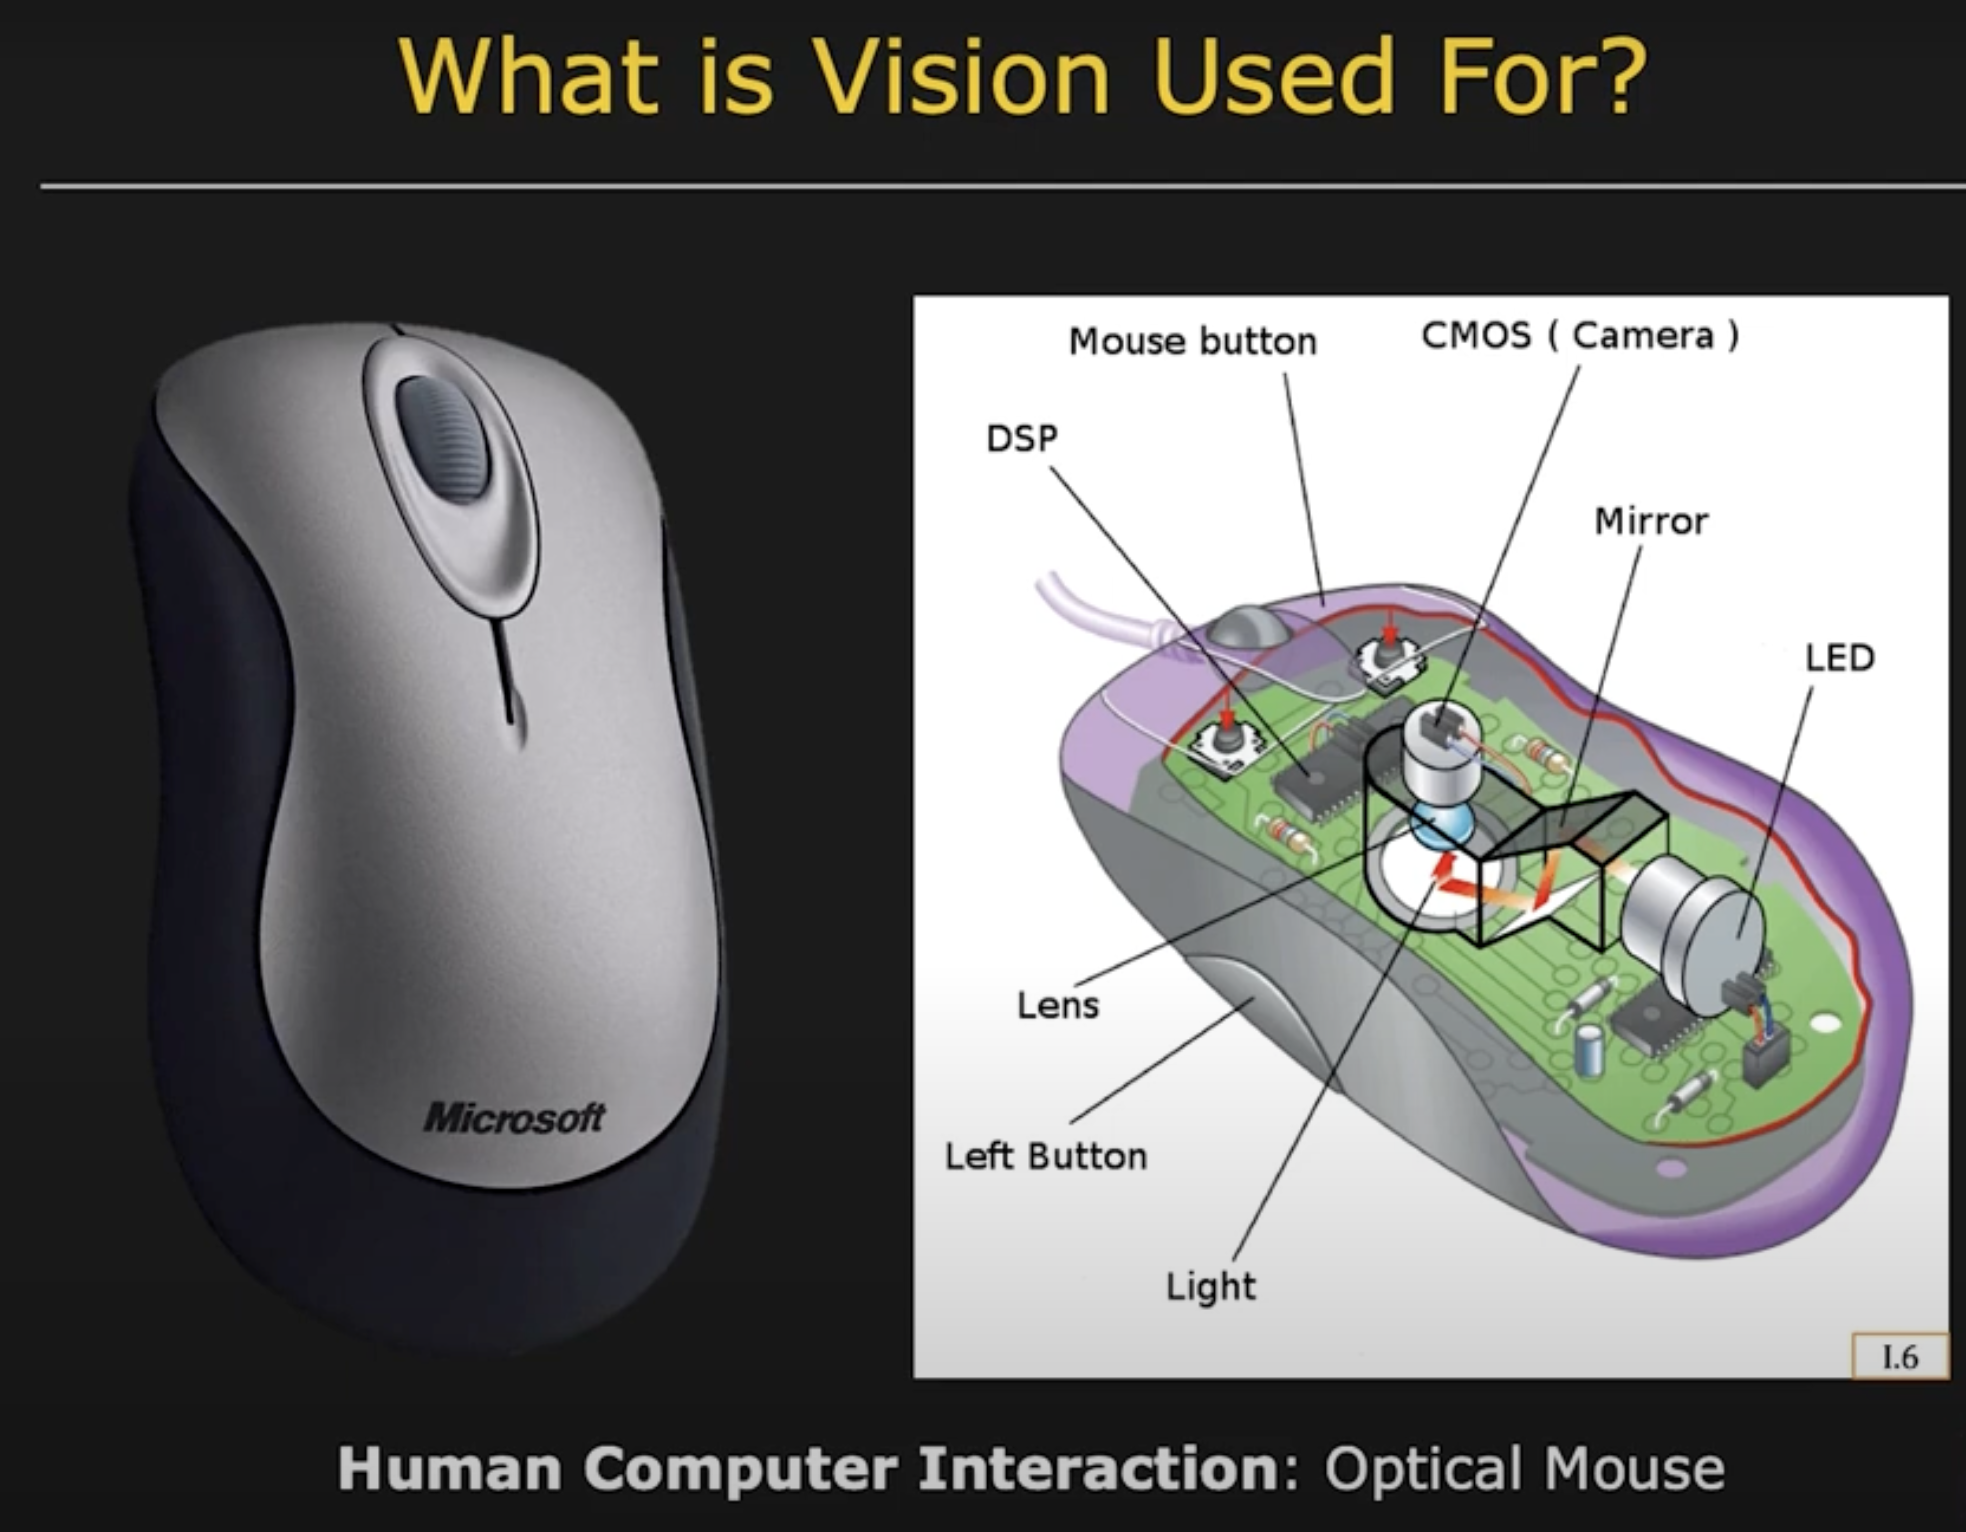 What is Vision Used For?
Mouse button
CMOS ( Camera )
DSP
Mirror
LED
Lens
Left Button
Light
Microsoft
I.6
Human Computer Interaction: Optical Mouse